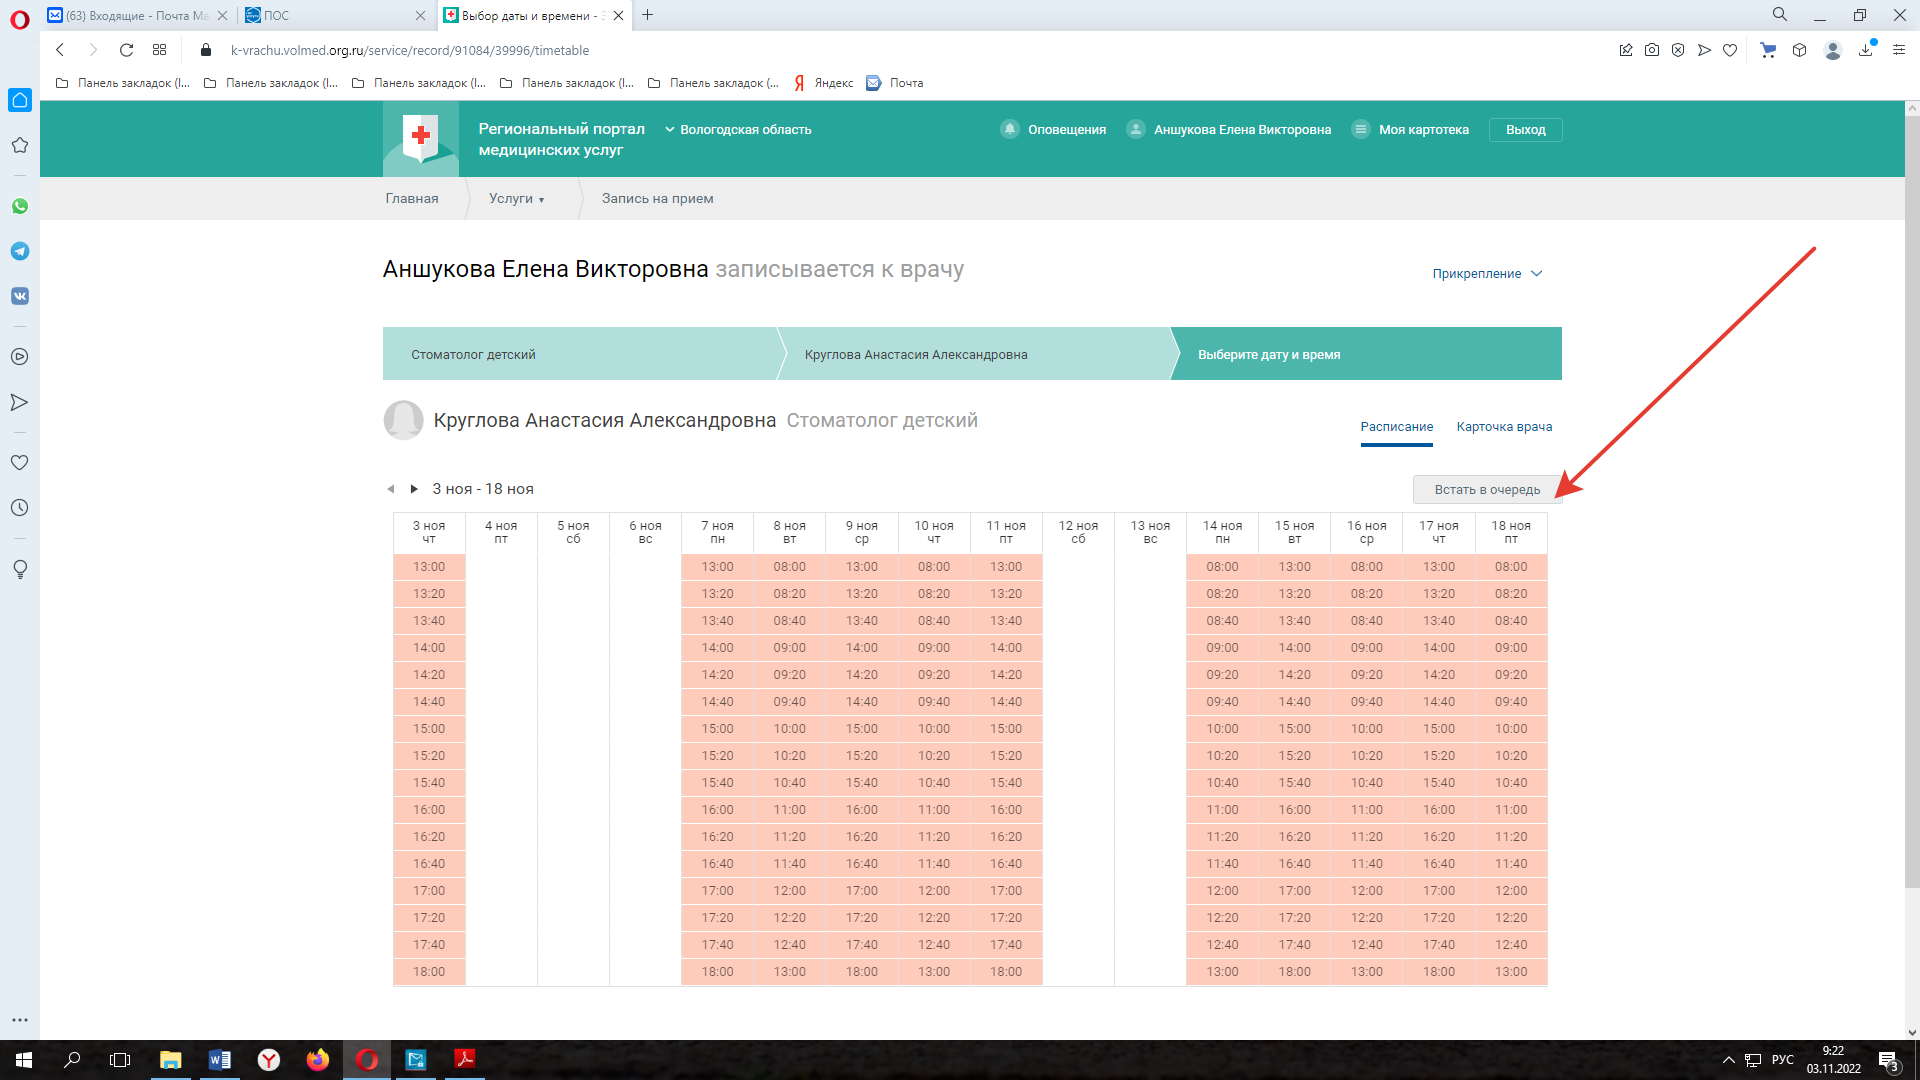 (63) Входящие - Почта Ма
ПОС
Выбор даты и времени - З
k-vrachu.volmed.org.ru/service/record/91084/39996/timetable
Панель закладок (I... Панель закладок (I... Панель закладок (I... Панель закладок (I... Панель закладок (... Яндекс Почта
Региональный портал
медицинских услуг
Вологодская область
Оповещения Аншукова Елена Викторовна Моя картотека Выход
Главная Услуги ▾ Запись на прием
Аншукова Елена Викторовна записывается к врачу
Прикрепление
Стоматолог детский Круглова Анастасия Александровна Выберите дату и время
Круглова Анастасия Александровна Стоматолог детский
Расписание Карточка врача
3 ноя - 18 ноя
Встать в очередь
3 ноя 4 ноя 5 ноя 6 ноя 7 ноя 8 ноя 9 ноя 10 ноя 11 ноя 12 ноя 13 ноя 14 ноя 15 ноя 16 ноя 17 ноя 18 ноя
чт пт сб вс пн вт ср чт пт сб вс пн вт ср чт пт
13:00 13:00 08:00 13:00 08:00 13:00 08:00 13:00 08:00 13:00 08:00
13:20 13:20 08:20 13:20 08:20 13:20 08:20 13:20 08:20 13:20 08:20
13:40 13:40 08:40 13:40 08:40 13:40 08:40 13:40 08:40 13:40 08:40
14:00 14:00 09:00 14:00 09:00 14:00 09:00 14:00 09:00 14:00 09:00
14:20 14:20 09:20 14:20 09:20 14:20 09:20 14:20 09:20 14:20 09:20
14:40 14:40 09:40 14:40 09:40 14:40 09:40 14:40 09:40 14:40 09:40
15:00 15:00 10:00 15:00 10:00 15:00 10:00 15:00 10:00 15:00 10:00
15:20 15:20 10:20 15:20 10:20 15:20 10:20 15:20 10:20 15:20 10:20
15:40 15:40 10:40 15:40 10:40 15:40 10:40 15:40 10:40 15:40 10:40
16:00 16:00 11:00 16:00 11:00 16:00 11:00 16:00 11:00 16:00 11:00
16:20 16:20 11:20 16:20 11:20 16:20 11:20 16:20 11:20 16:20 11:20
16:40 16:40 11:40 16:40 11:40 16:40 11:40 16:40 11:40 16:40 11:40
17:00 17:00 12:00 17:00 12:00 17:00 12:00 17:00 12:00 17:00 12:00
17:20 17:20 12:20 17:20 12:20 17:20 12:20 17:20 12:20 17:20 12:20
17:40 17:40 12:40 17:40 12:40 17:40 12:40 17:40 12:40 17:40 12:40
18:00 18:00 13:00 18:00 13:00 18:00 13:00 18:00 13:00 18:00 13:00
РУС
9:22
03.11.2022
3